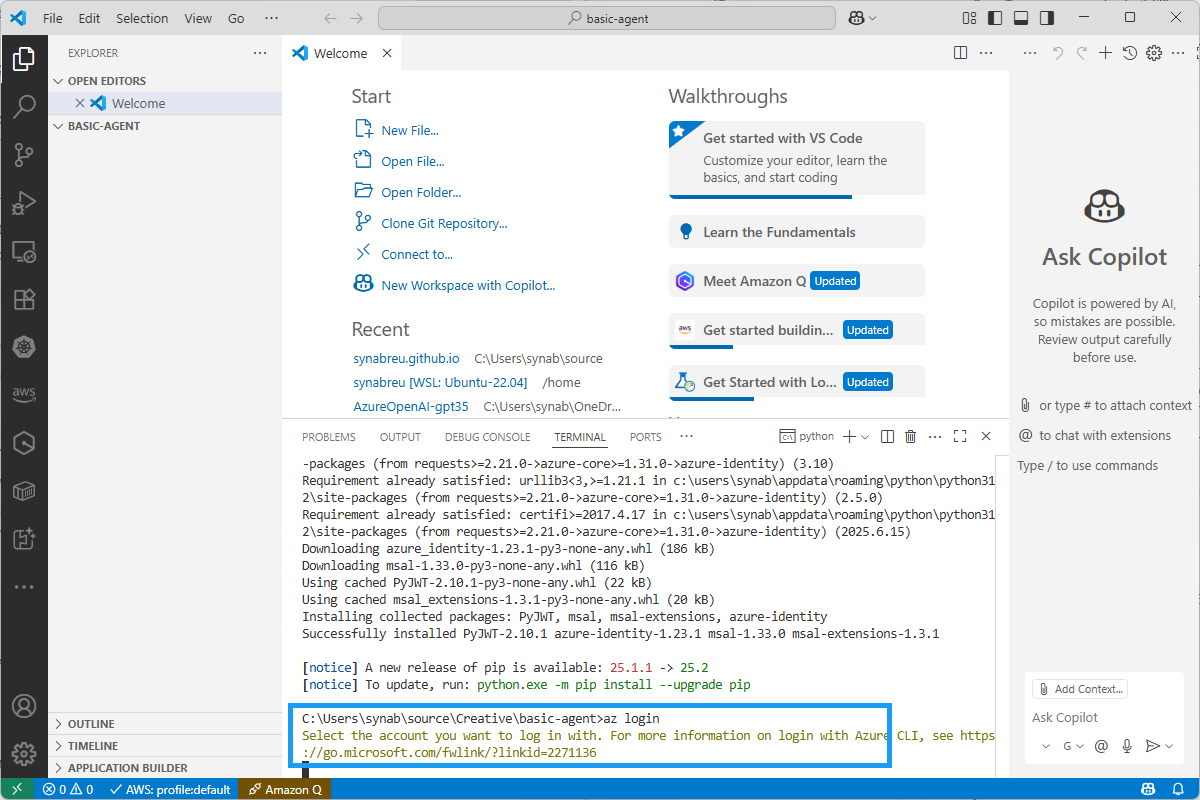 File Edit Selection View Go ··· basic-agent
EXPLORER ···
OPEN EDITORS
Welcome
BASIC-AGENT
OUTLINE
TIMELINE
APPLICATION BUILDER
Welcome
Start
New File...
Open File...
Open Folder...
Clone Git Repository...
Connect to...
New Workspace with Copilot...
Recent
synabreu.github.io C:\Users\synab\source
synabreu [WSL: Ubuntu-22.04] /home
AzureOpenAI-gpt35 C:\Users\synab\OneDr...
Walkthroughs
Get started with VS Code
Customize your editor, learn the
basics, and start coding
Learn the Fundamentals
Meet Amazon Q Updated
aws Get started buildin... Updated
Get Started with Lo... Updated
PROBLEMS OUTPUT DEBUG CONSOLE TERMINAL PORTS ··· python
-packages (from requests>=2.21.0->azure-core>=1.31.0->azure-identity) (3.10)
Requirement already satisfied: urllib3<3,>=1.21.1 in c:\users\synab\appdata\roaming\python\python31
2\site-packages (from requests>=2.21.0->azure-core>=1.31.0->azure-identity) (2.5.0)
Requirement already satisfied: certifi>=2017.4.17 in c:\users\synab\appdata\roaming\python\python31
2\site-packages (from requests>=2.21.0->azure-core>=1.31.0->azure-identity) (2025.6.15)
Downloading azure_identity-1.23.1-py3-none-any.whl (186 kB)
Downloading msal-1.33.0-py3-none-any.whl (116 kB)
Using cached PyJWT-2.10.1-py3-none-any.whl (22 kB)
Using cached msal_extensions-1.3.1-py3-none-any.whl (20 kB)
Installing collected packages: PyJWT, msal, msal-extensions, azure-identity
Successfully installed PyJWT-2.10.1 azure-identity-1.23.1 msal-1.33.0 msal-extensions-1.3.1
[notice] A new release of pip is available: 25.1.1 -> 25.2
[notice] To update, run: python.exe -m pip install --upgrade pip
C:\Users\synab\source\Creative\basic-agent>az login
Select the account you want to log in with. For more information on login with Azure CLI, see https
://go.microsoft.com/fwlink/?linkid=2271136
Ask Copilot
Copilot is powered by AI,
so mistakes are possible.
Review output carefully
before use.
or type # to attach context
@ to chat with extensions
Type / to use commands
Add Context...
Ask Copilot
G @
aws
0 0 AWS: profile:default Amazon Q